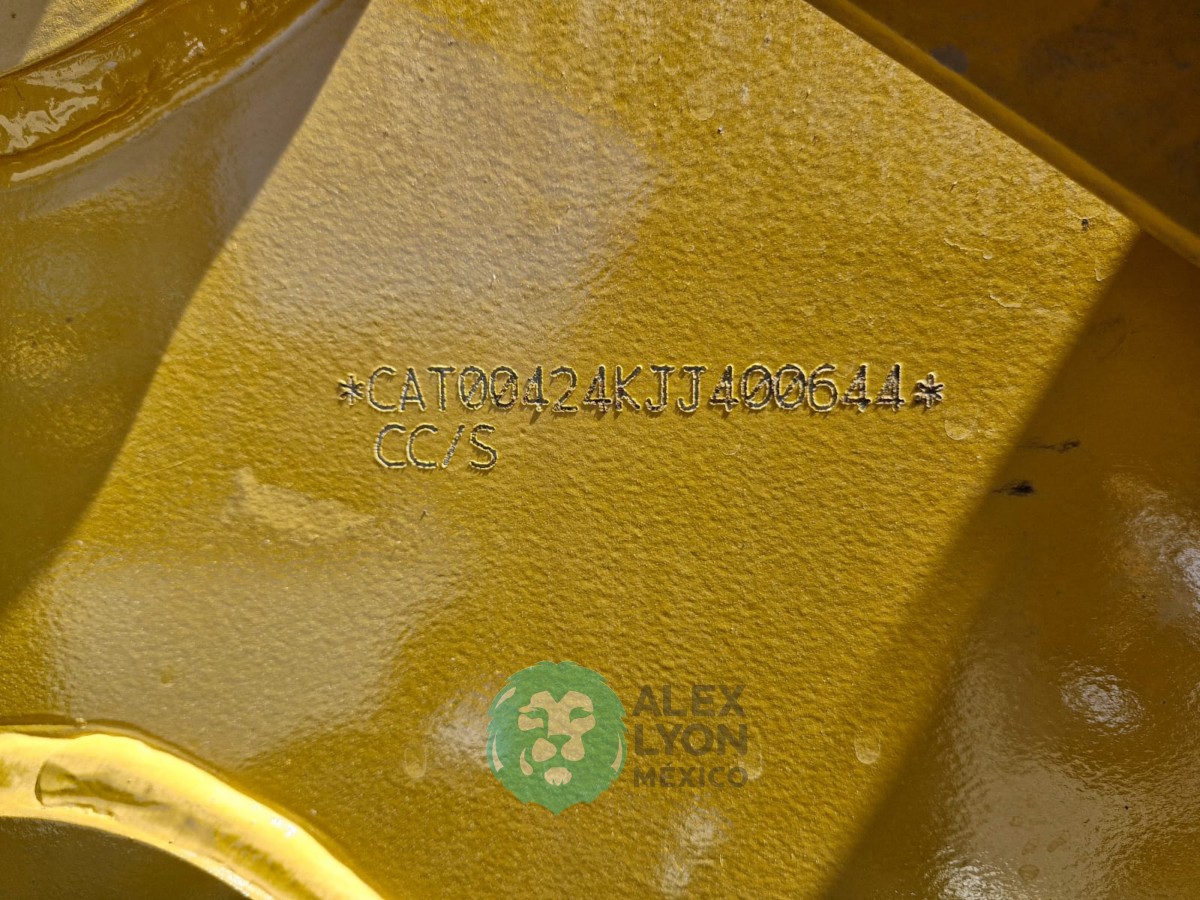 *CAT00424KJJ400644*
CC/S
ALEX
LYON
MEXICO